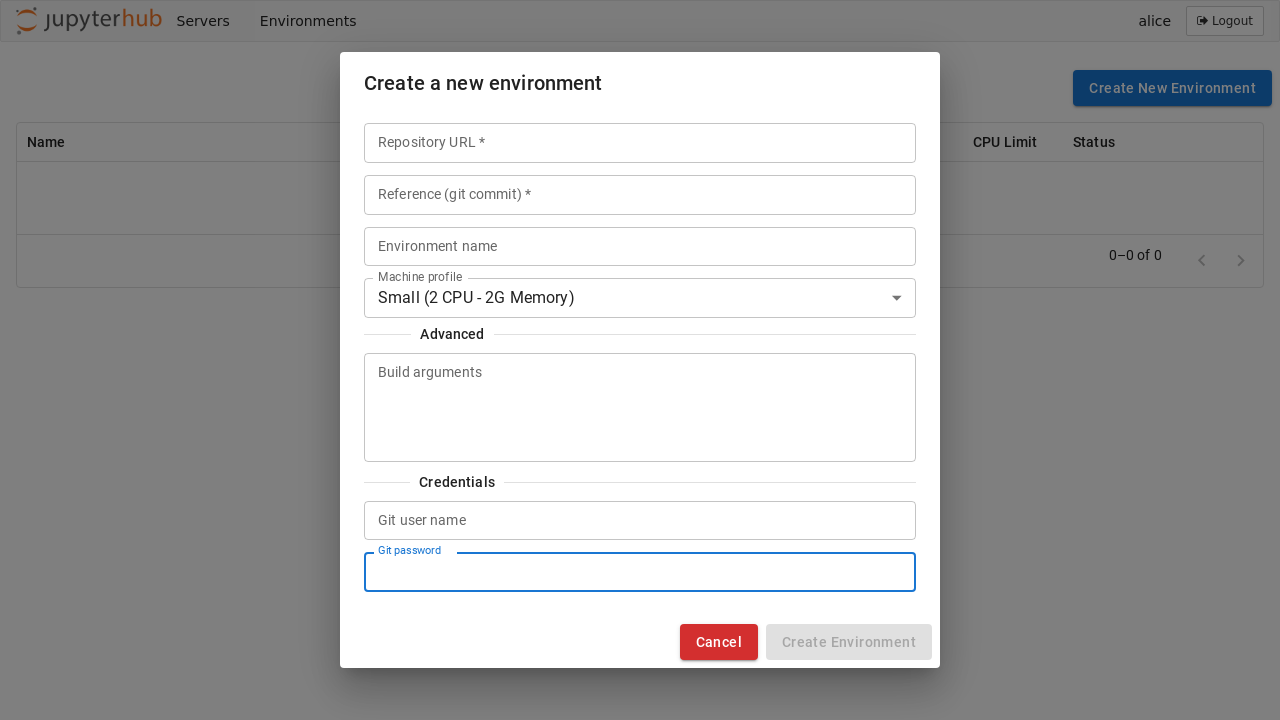 jupyterhub Servers Environments alice Logout
Create a new environment
Create New Environment
Repository URL *
Name CPU Limit Status
Reference (git commit) *
Environment name
0–0 of 0
Machine profile
Small (2 CPU - 2G Memory)
Advanced
Build arguments
Credentials
Git user name
Git password
Cancel Create Environment